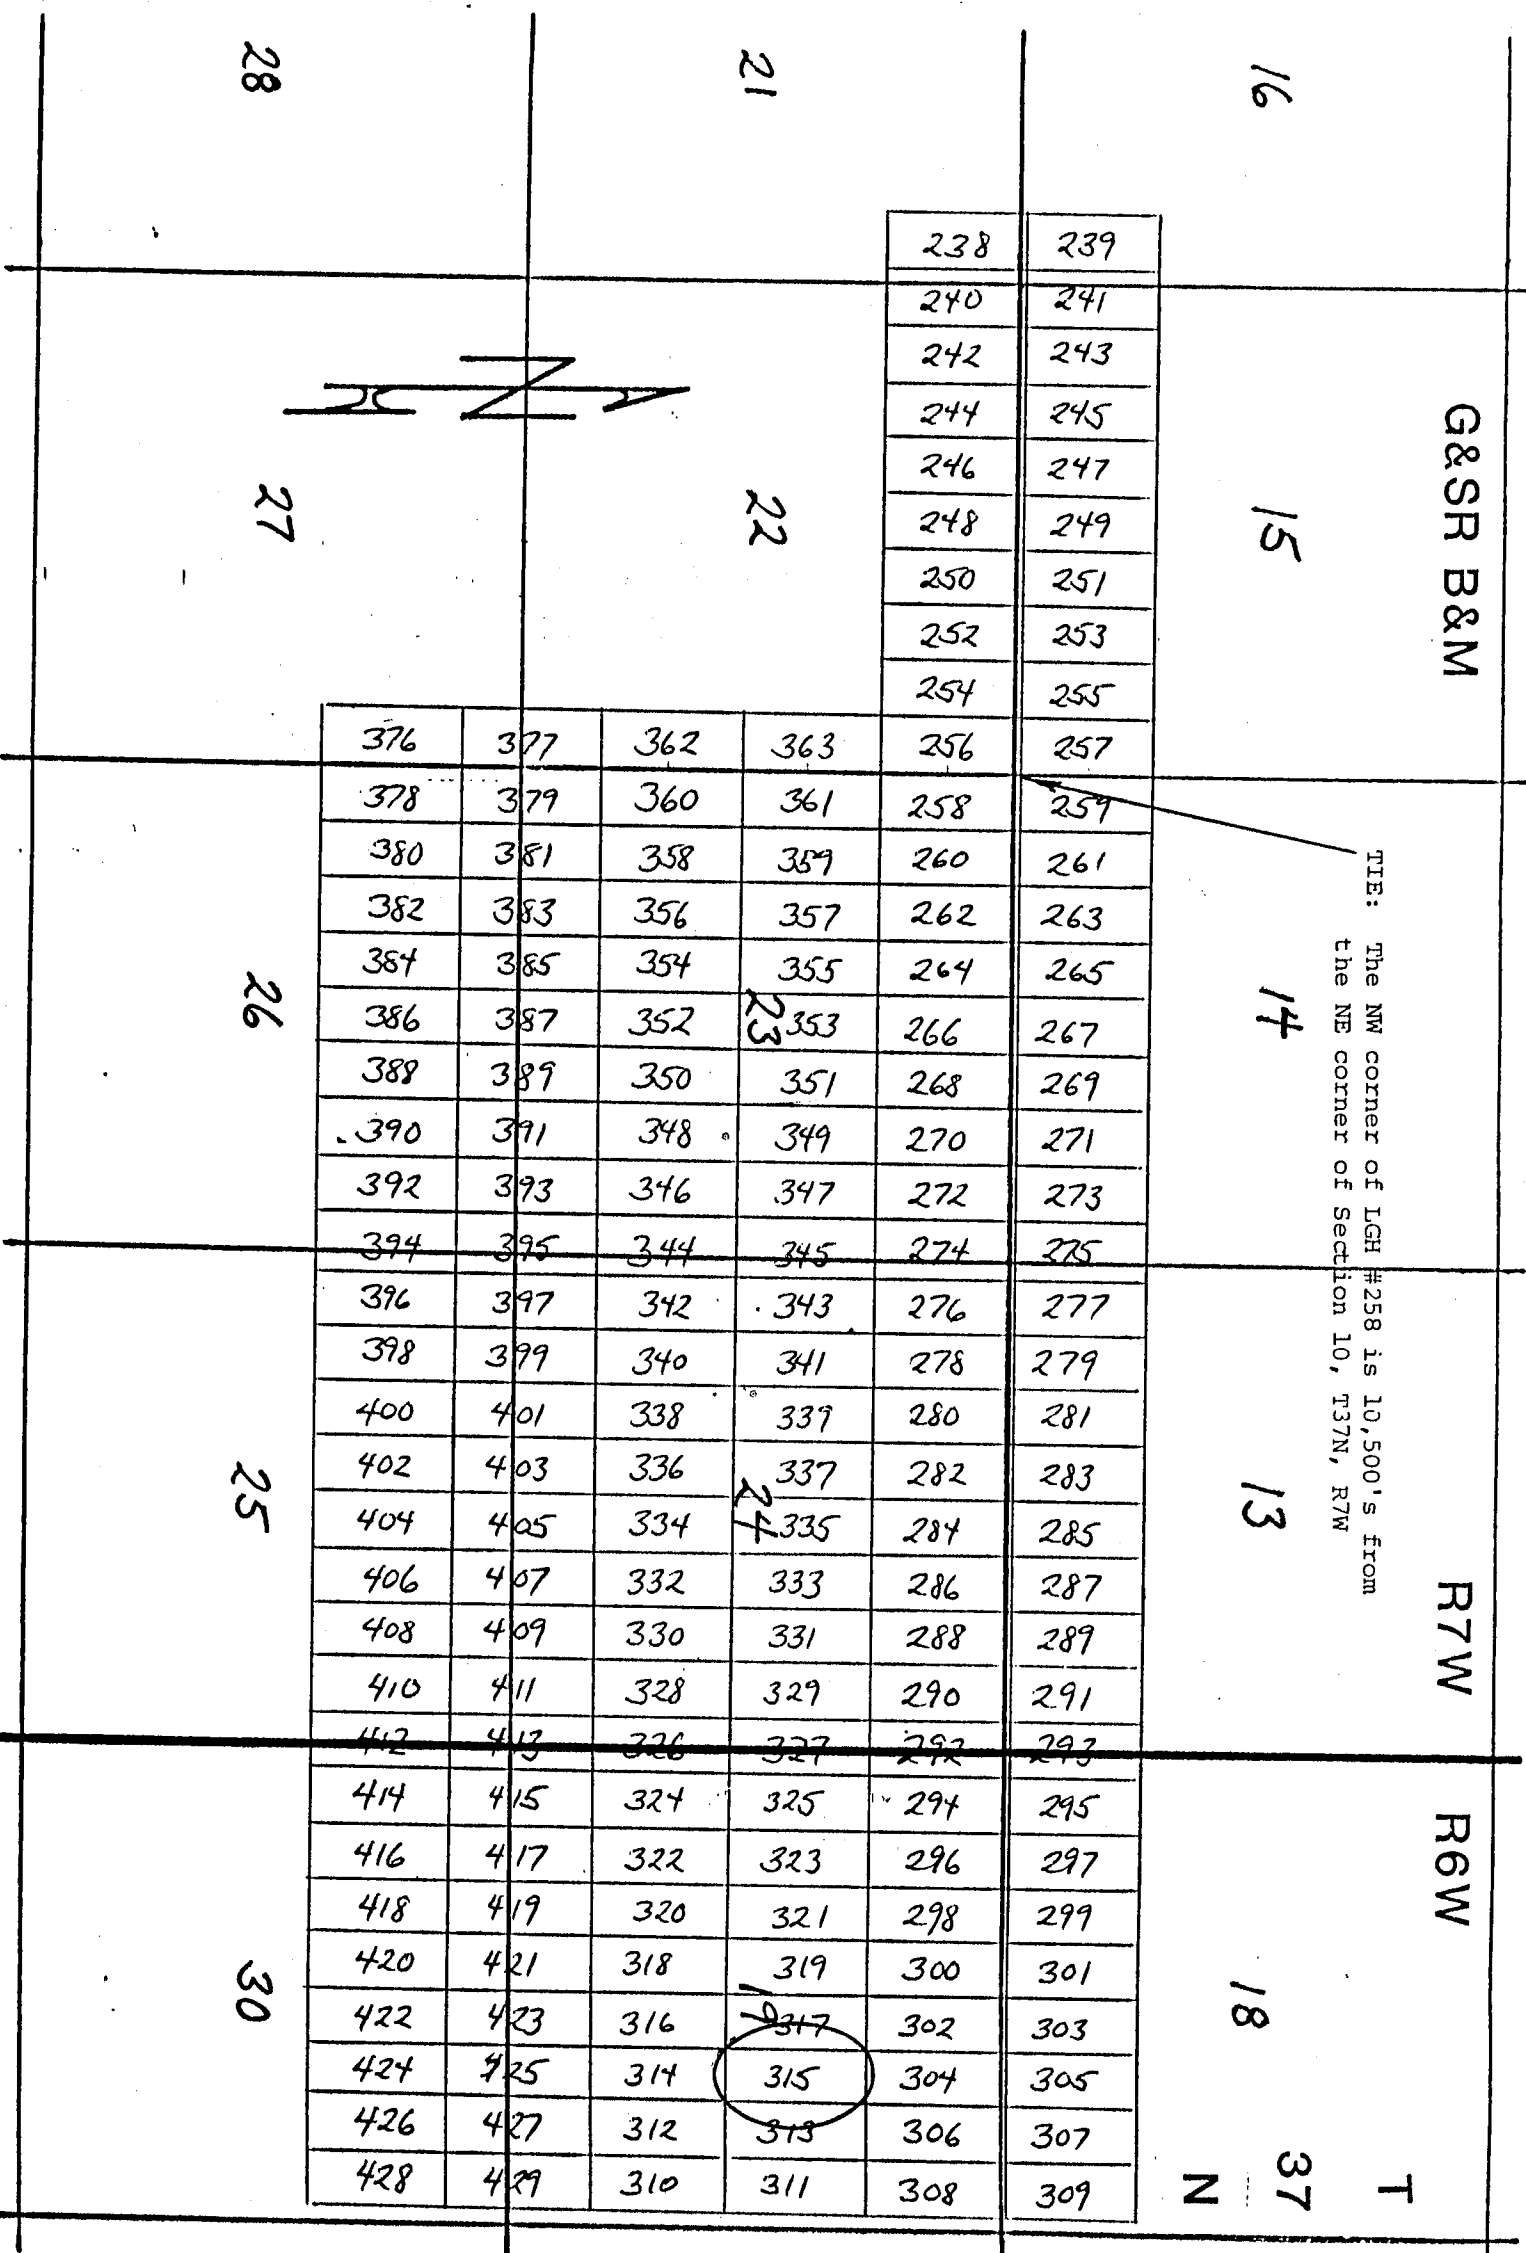 16
21
28
G&SR B&M
15
22
27
238 239
240 241
242 243
244 245
246 247
248 249
250 251
252 253
254 255
376 377 362 363 256 257
378 379 360 361 258 259
380 381 358 359 260 261
382 383 356 357 262 263
384 385 354 355 264 265
386 387 352 353 266 267
388 389 350 351 268 269
390 391 348 349 270 271
392 393 346 347 272 273
394 395 344 345 274 275
396 397 342 343 276 277
398 399 340 341 278 279
400 401 338 339 280 281
402 403 336 337 282 283
404 405 334 335 284 285
406 407 332 333 286 287
408 409 330 331 288 289
410 411 328 329 290 291
412 413 326 327 292 293
414 415 324 325 294 295
416 417 322 323 296 297
418 419 320 321 298 299
420 421 318 319 300 301
422 423 316 317 302 303
424 425 314 315 304 305
426 427 312 313 306 307
428 429 310 311 308 309
TIE: The NW corner of LGH #258 is 10,500's from
the NE corner of Section 10, T37N, R7W
14
23
26
13
24
25
R7W
R6W
18
19
30
T
37
N
N